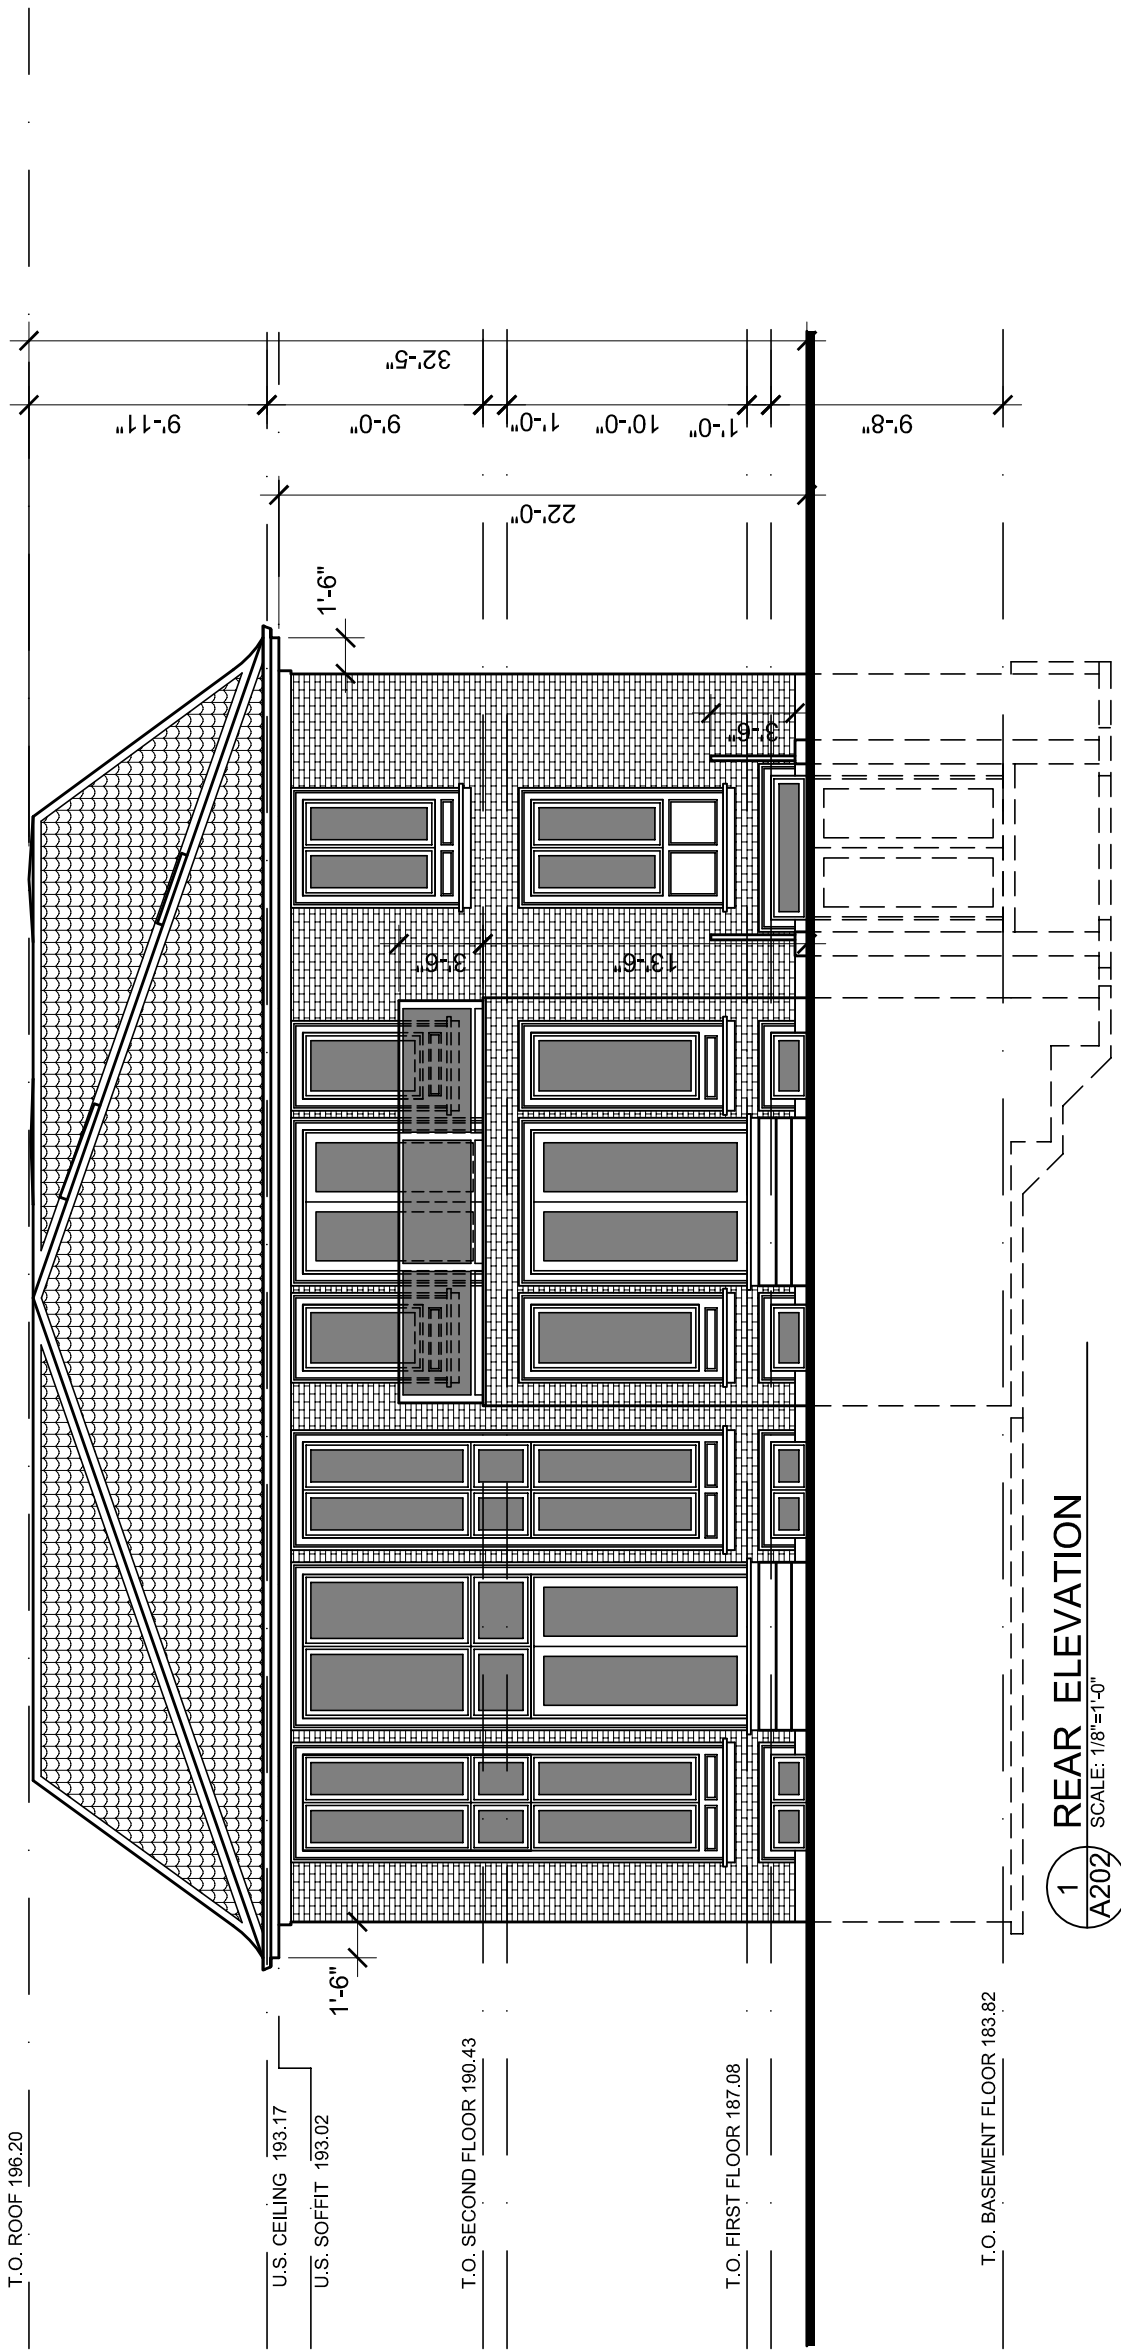 T.O. ROOF 196.20
U.S. CEILING 193.17
U.S. SOFFIT 193.02
T.O. SECOND FLOOR 190.43
T.O. FIRST FLOOR 187.08
T.O. BASEMENT FLOOR 183.82
1'-6"
1'-9"
3'-6"
13'-6"
3'-6"
22'-0"
9'-11"
9'-0"
1'-0"
10'-0"
1'-0"
9'-8"
32'-5"
1
A202
REAR ELEVATION
SCALE: 1/8"=1'-0"